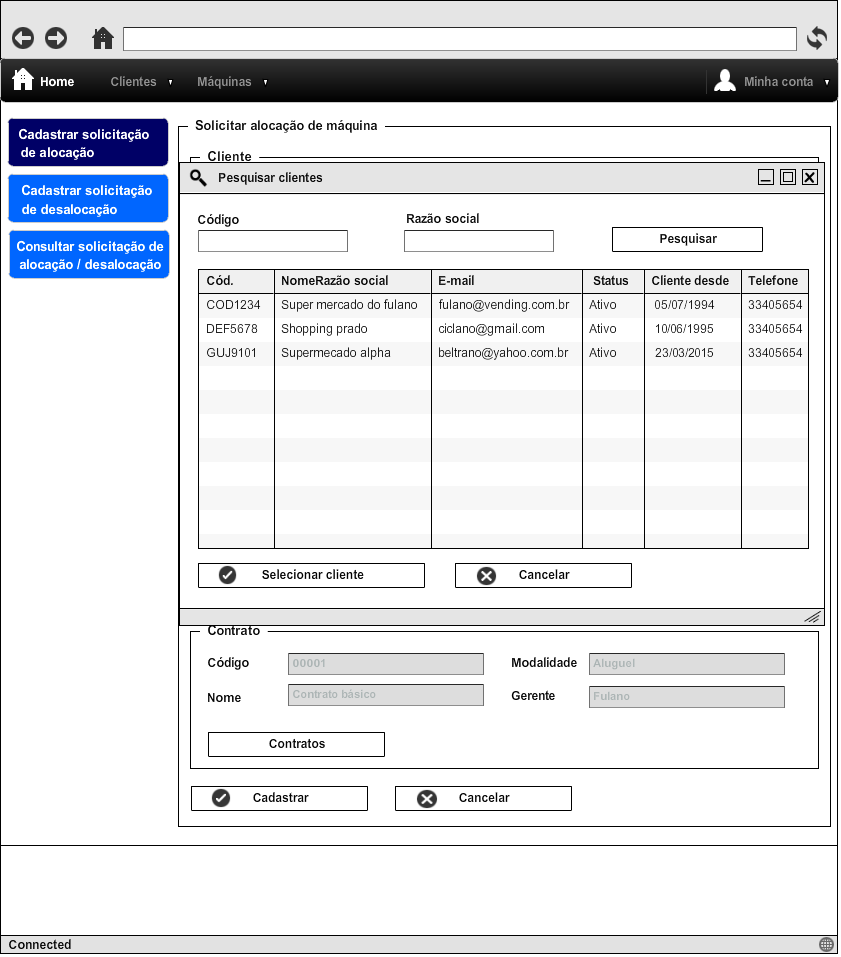 Home Clientes Máquinas Minha conta
Cadastrar solicitação
de alocação
Cadastrar solicitação
de desalocação
Consultar solicitação de
alocação / desalocação
Solicitar alocação de máquina
Cliente
Pesquisar clientes
Código Razão social
Pesquisar
Cód. NomeRazão social E-mail Status Cliente desde Telefone
COD1234 Super mercado do fulano fulano@vending.com.br Ativo 05/07/1994 33405654
DEF5678 Shopping prado ciclano@gmail.com Ativo 10/06/1995 33405654
GUJ9101 Supermecado alpha beltrano@yahoo.com.br Ativo 23/03/2015 33405654
Selecionar cliente Cancelar
Contrato
Código 00001 Modalidade Aluguel
Nome Contrato básico Gerente Fulano
Contratos
Cadastrar Cancelar
Connected